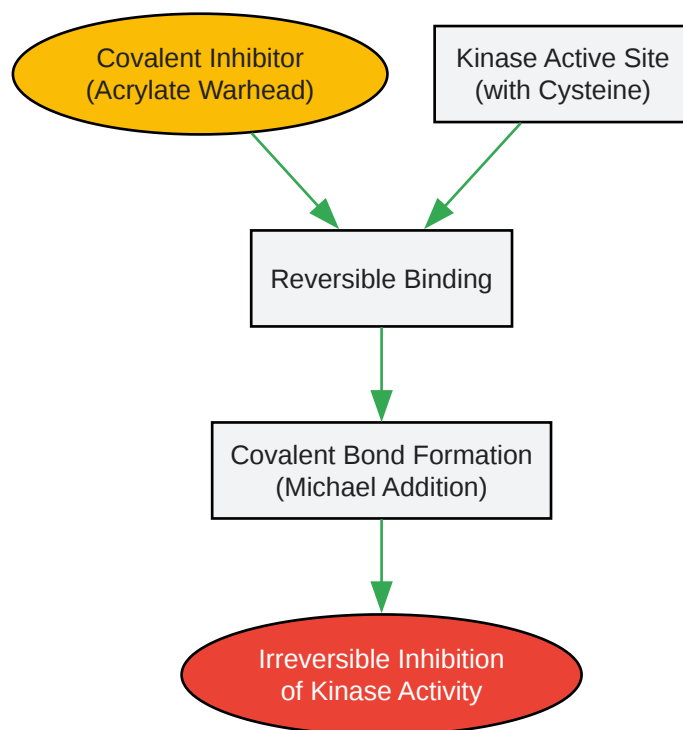 Covalent Inhibitor
(Acrylate Warhead)
Kinase Active Site
(with Cysteine)
Reversible Binding
Covalent Bond Formation
(Michael Addition)
Irreversible Inhibition
of Kinase Activity